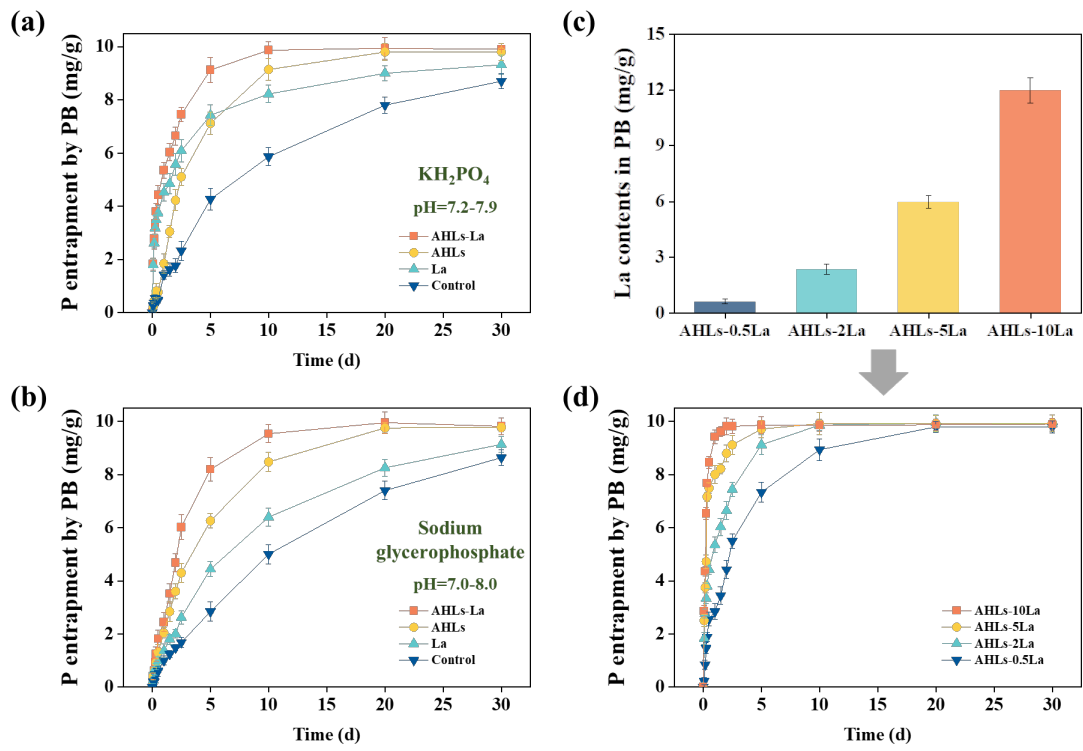 (a)
P entrapment by PB (mg/g)
10
8
6
4
2
0
KH₂PO₄
pH=7.2-7.9
AHLs-La
AHLs
La
Control
0 5 10 15 20 25 30
Time (d)
(c)
La contents in PB (mg/g)
15
12
9
6
3
0
AHLs-0.5La AHLs-2La AHLs-5La AHLs-10La
(b)
P entrapment by PB (mg/g)
10
8
6
4
2
0
Sodium
glycerophosphate
pH=7.0-8.0
AHLs-La
AHLs
La
Control
0 5 10 15 20 25 30
Time (d)
(d)
P entrapment by PB (mg/g)
10
8
6
4
2
0
AHLs-10La
AHLs-5La
AHLs-2La
AHLs-0.5La
0 5 10 15 20 25 30
Time (d)